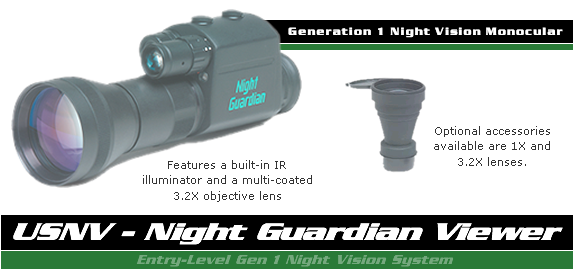 Generation 1 Night Vision Monocular
Night
Guardian
Features a built-in IR
illuminator and a multi-coated
3.2X objective lens
Optional accessories
available are 1X and
3.2X lenses.
USNV - Night Guardian Viewer
Entry-Level Gen 1 Night Vision System